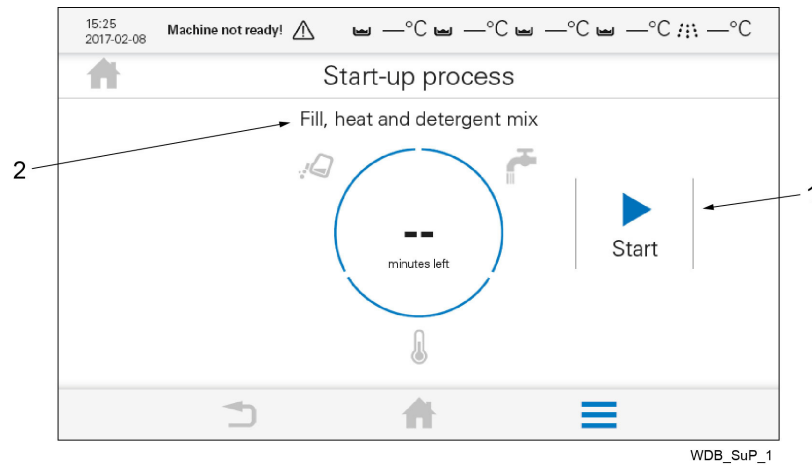 15:25
2017-02-08
Machine not ready!
—°C —°C —°C —°C —°C
Start-up process
Fill, heat and detergent mix
2
1
--
minutes left
Start
WDB_SuP_1